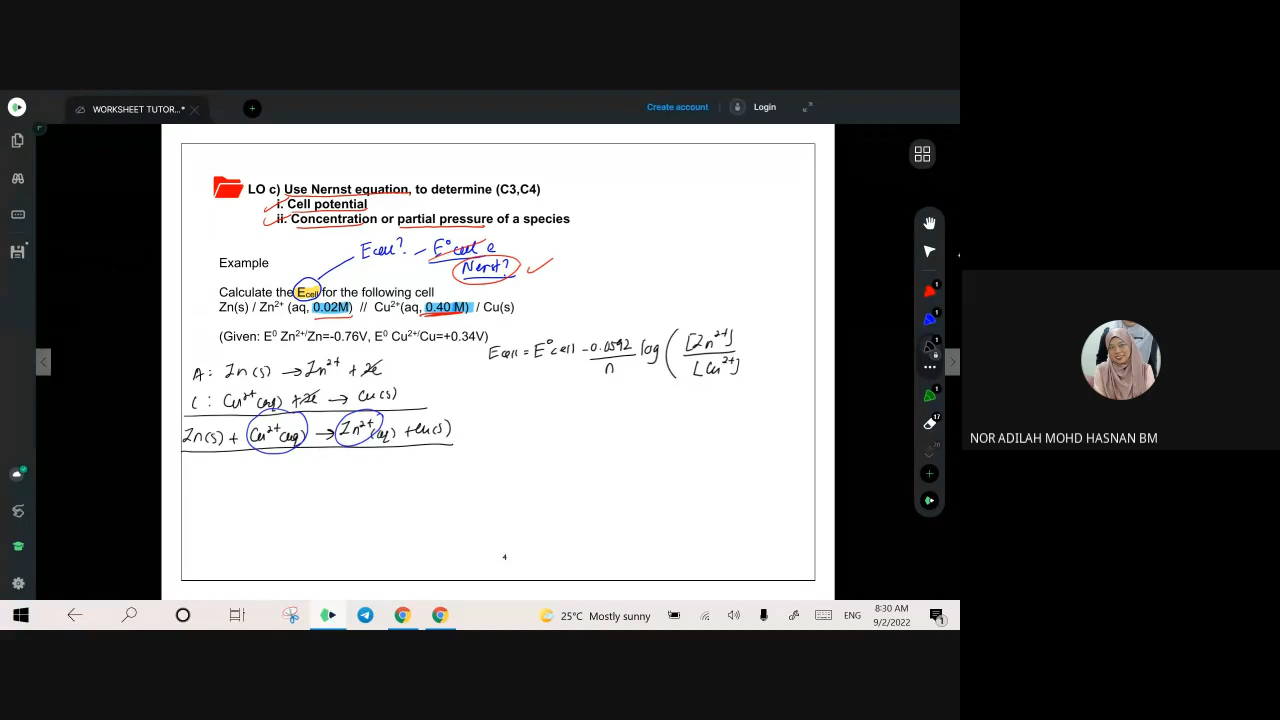 WORKSHEET TUTOR...*
Create account
Login
LO c) Use Nernst equation, to determine (C3,C4)
i. Cell potential
ii. Concentration or partial pressure of a species
Ecell? – E°cell e
Nerst?
Example
Calculate the Ecell for the following cell
Zn(s) / Zn²⁺ (aq, 0.02M) // Cu²⁺(aq, 0.40 M) / Cu(s)
(Given: E⁰ Zn²⁺/Zn=-0.76V, E⁰ Cu²⁺/Cu=+0.34V)
Ecell = E°cell - 0.0592/n log ( [Zn²⁺]/[Cu²⁺]
A: Zn(s) → Zn²⁺ + 2e
C: Cu²⁺(aq) + 2e → Cu(s)
Zn(s) + Cu²⁺(aq) → Zn²⁺(aq) + Cu(s)
4
17
NOR ADILAH MOHD HASNAN BM
25°C Mostly sunny
ENG
8:30 AM
9/2/2022
1